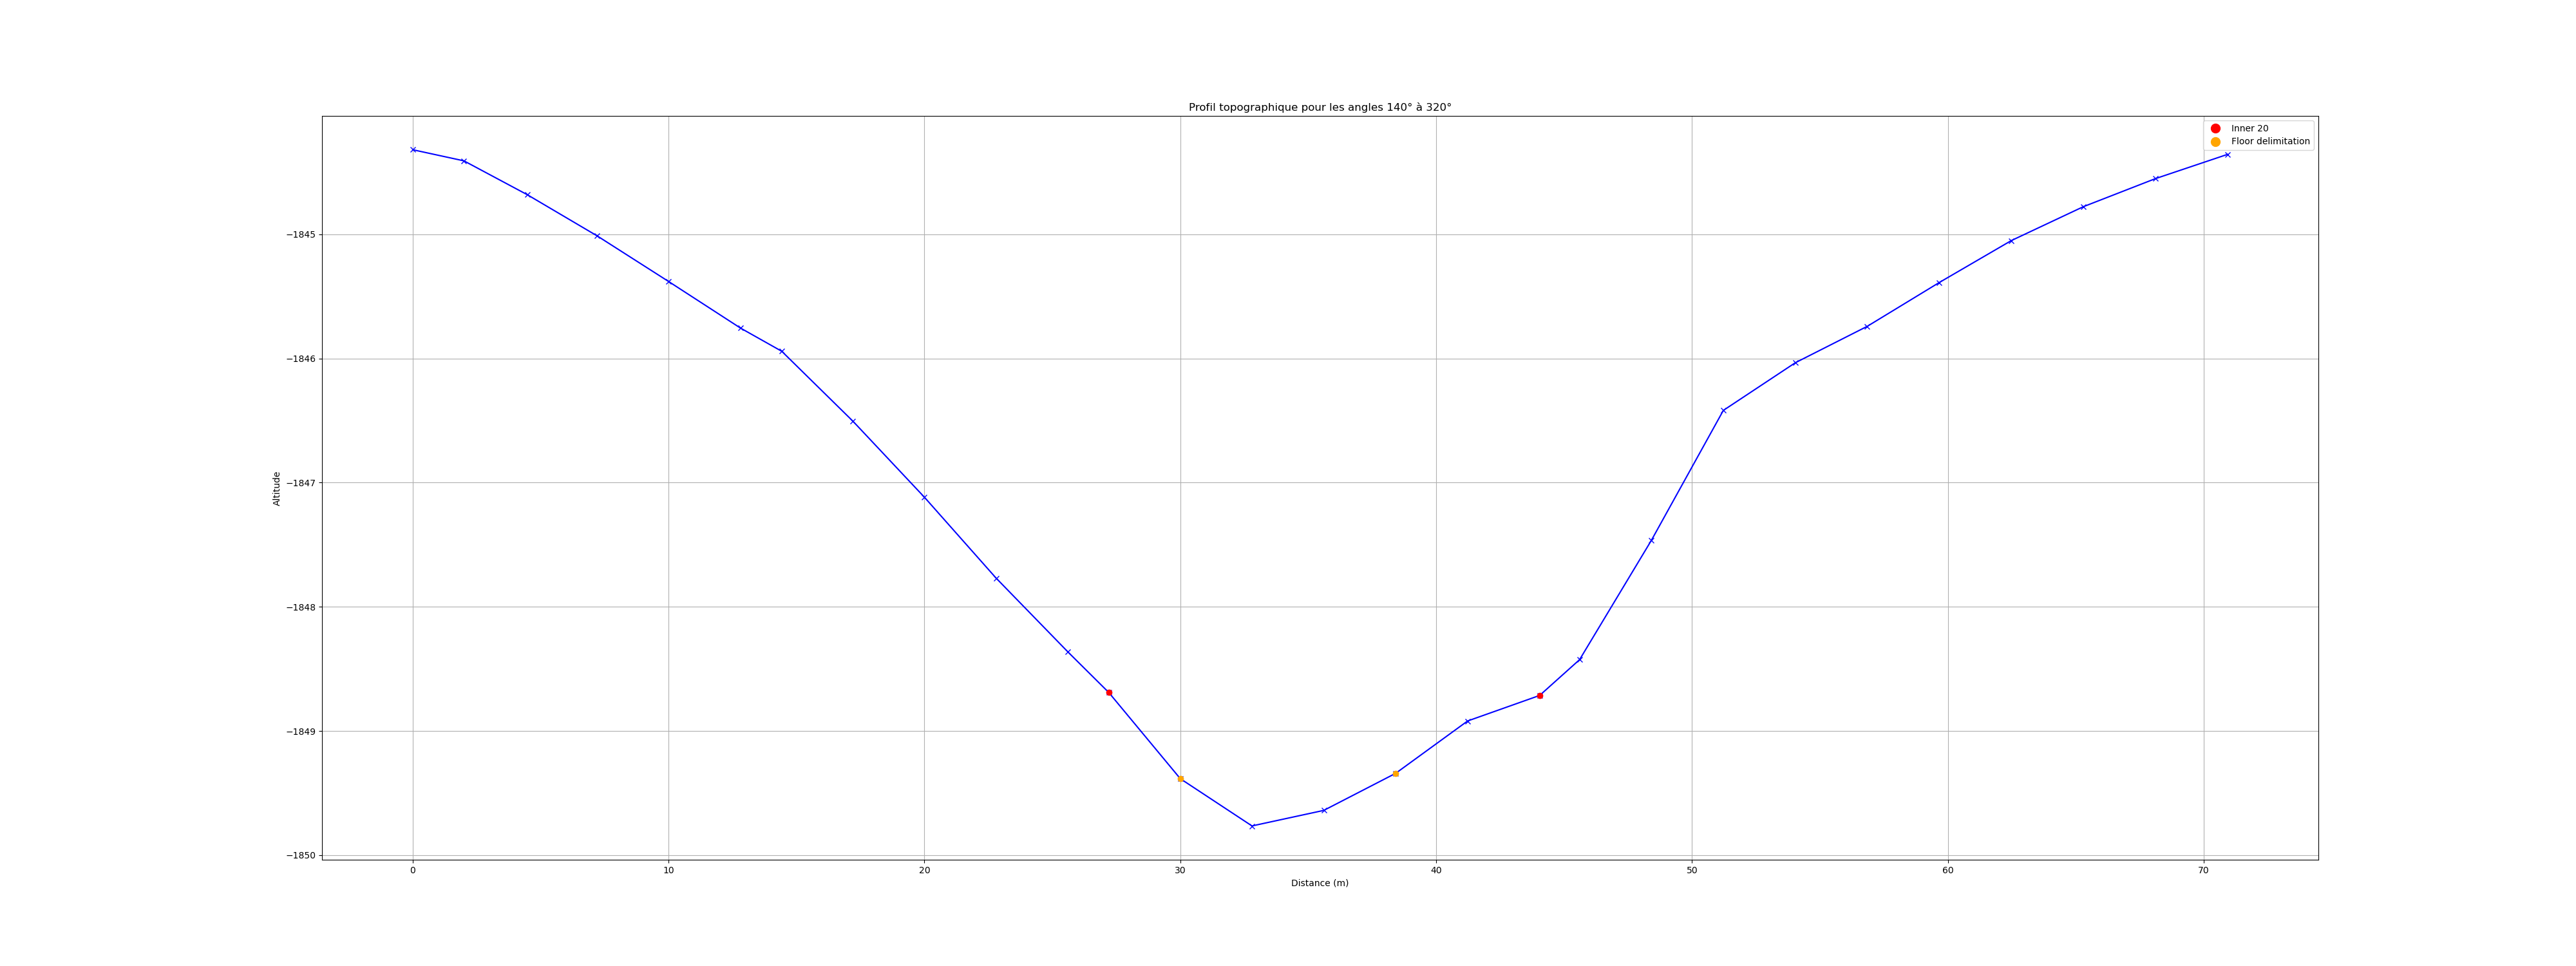 Profil topographique pour les angles 140° à 320°
Inner 20
Floor delimitation
Altitude
−1845
−1846
−1847
−1848
−1849
−1850
0 10 20 30 40 50 60 70
Distance (m)